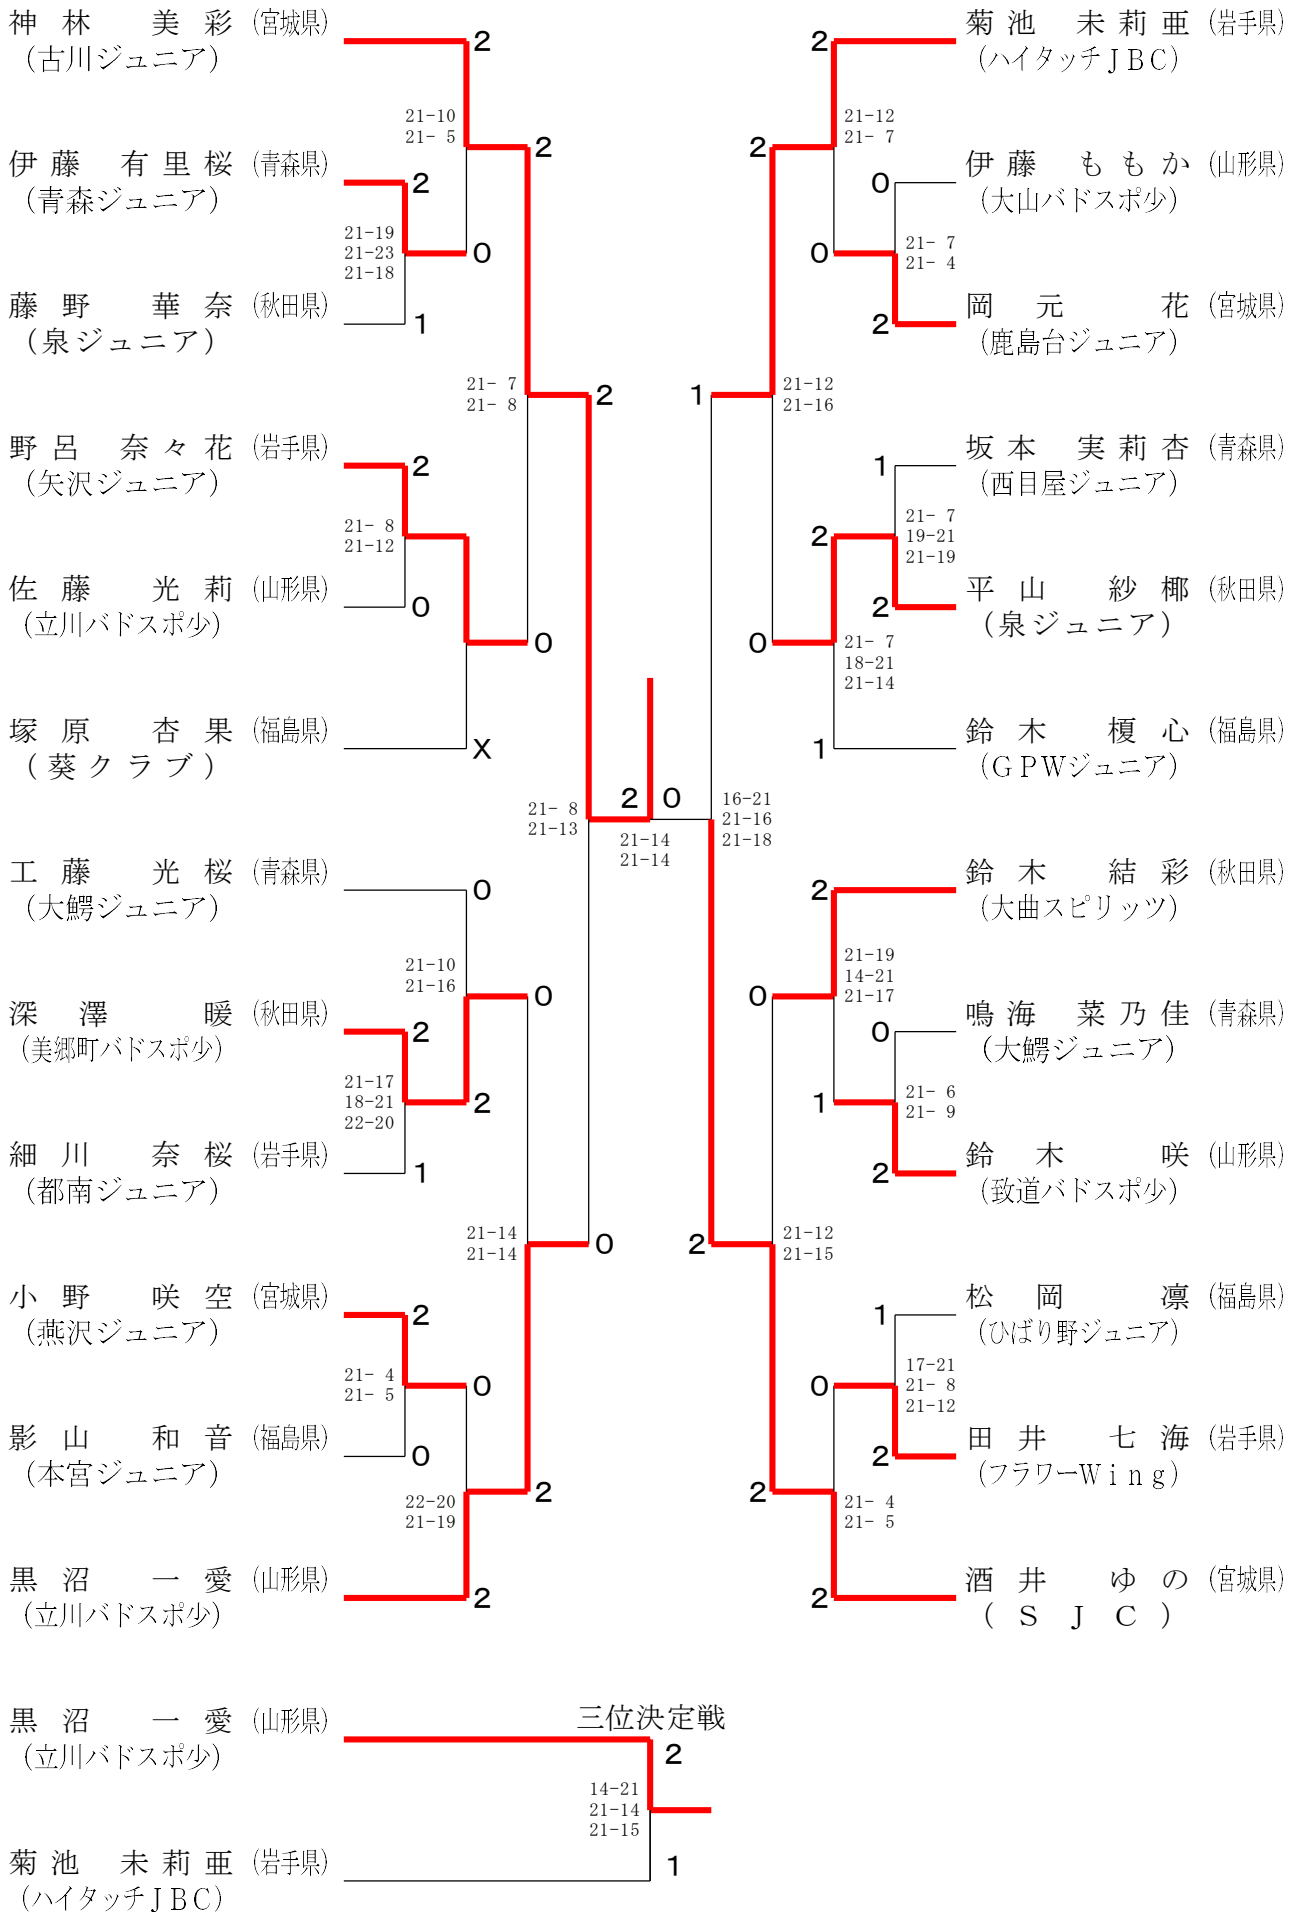 神林 美彩 (宮城県)
(古川ジュニア)
2
21-10
21- 5
2
伊藤 有里桜 (青森県)
(青森ジュニア)
2
21-19
21-23
21-18
0
藤野 華奈 (秋田県)
(泉ジュニア)
1
21- 7
21- 8
2
野呂 奈々花 (岩手県)
(矢沢ジュニア)
2
21- 8
21-12
佐藤 光莉 (山形県)
(立川バドスポ少)
0
0
塚原 杏果 (福島県)
(葵クラブ)
X
21- 8
21-13
工藤 光桜 (青森県)
(大鰐ジュニア)
0
21-10
21-16
0
深澤 暖 (秋田県)
(美郷町バドスポ少)
2
21-17
18-21
22-20
2
細川 奈桜 (岩手県)
(都南ジュニア)
1
21-14
21-14
0
小野 咲空 (宮城県)
(燕沢ジュニア)
2
21- 4
21- 5
0
影山 和音 (福島県)
(本宮ジュニア)
0
22-20
21-19
2
黒沼 一愛 (山形県)
(立川バドスポ少)
2
2 0
21-14
21-14
菊池 未莉亜 (岩手県)
(ハイタッチJBC)
2
21-12
21- 7
2
伊藤 ももか (山形県)
(大山バドスポ少)
0
21- 7
21- 4
0
岡元 花 (宮城県)
(鹿島台ジュニア)
2
1
21-12
21-16
坂本 実莉杏 (青森県)
(西目屋ジュニア)
1
21- 7
19-21
21-19
2
平山 紗椰 (秋田県)
(泉ジュニア)
2
0
21- 7
18-21
21-14
鈴木 榎心 (福島県)
(GPWジュニア)
1
16-21
21-16
21-18
鈴木 結彩 (秋田県)
(大曲スピリッツ)
2
21-19
14-21
21-17
0
鳴海 菜乃佳 (青森県)
(大鰐ジュニア)
0
21- 6
21- 9
1
鈴木 咲 (山形県)
(致道バドスポ少)
2
2
21-12
21-15
松岡 凛 (福島県)
(ひばり野ジュニア)
1
17-21
21- 8
21-12
0
田井 七海 (岩手県)
(フラワーWing)
2
2
21- 4
21- 5
酒井 ゆの (宮城県)
(SJC)
2
三位決定戦
黒沼 一愛 (山形県)
(立川バドスポ少)
2
14-21
21-14
21-15
菊池 未莉亜 (岩手県)
(ハイタッチJBC)
1